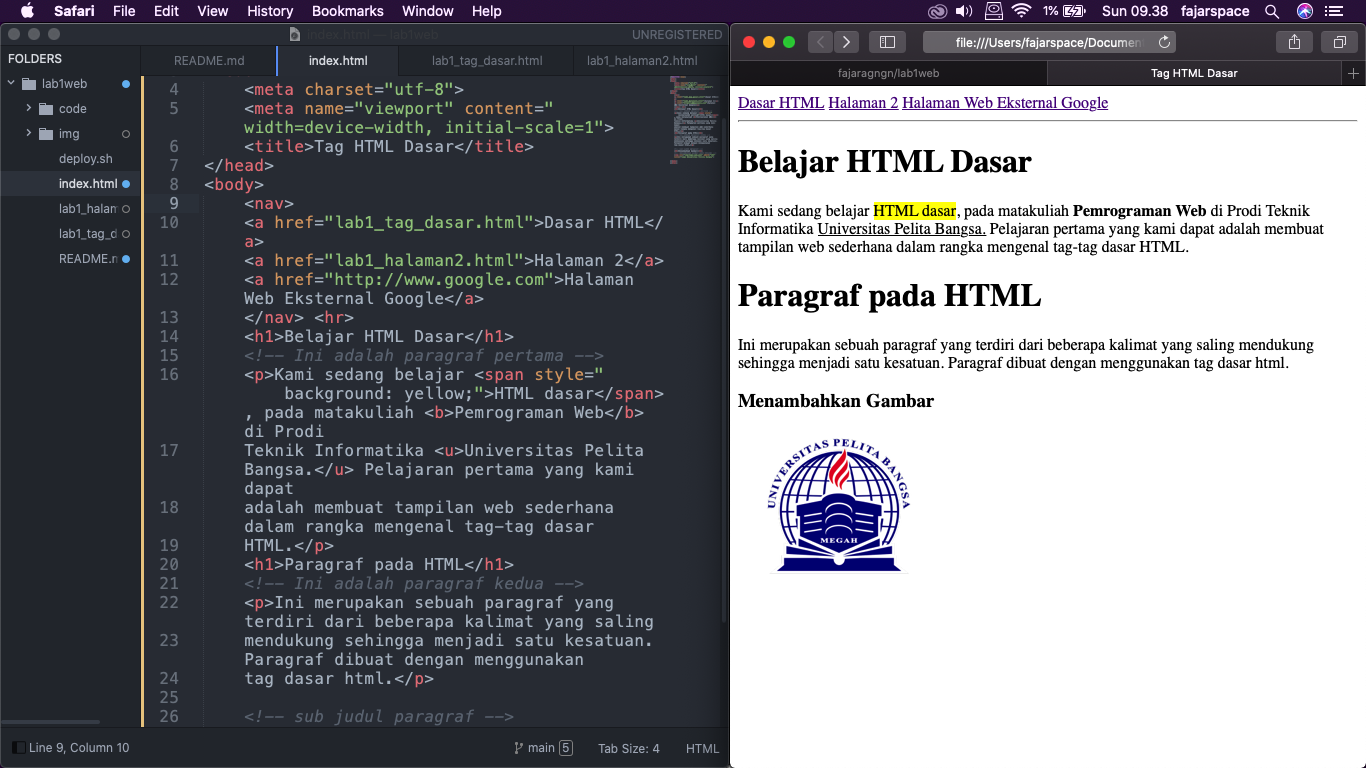 Safari File Edit View History Bookmarks Window Help 1% Sun 09.38 fajarspace
index.html — lab1web UNREGISTERED
FOLDERS
lab1web
code
img
deploy.sh
index.html
lab1_halam
lab1_tag_d
README.m
README.md index.html lab1_tag_dasar.html lab1_halaman2.html
4 <meta charset="utf-8">
5 <meta name="viewport" content="
width=device-width, initial-scale=1">
6 <title>Tag HTML Dasar</title>
7 </head>
8 <body>
9 <nav>
10 <a href="lab1_tag_dasar.html">Dasar HTML</
a>
11 <a href="lab1_halaman2.html">Halaman 2</a>
12 <a href="http://www.google.com">Halaman
Web Eksternal Google</a>
13 </nav> <hr>
14 <h1>Belajar HTML Dasar</h1>
15 <!-- Ini adalah paragraf pertama -->
16 <p>Kami sedang belajar <span style="
background: yellow;">HTML dasar</span>
, pada matakuliah <b>Pemrograman Web</b>
di Prodi
17 Teknik Informatika <u>Universitas Pelita
Bangsa.</u> Pelajaran pertama yang kami
dapat
18 adalah membuat tampilan web sederhana
dalam rangka mengenal tag-tag dasar
19 HTML.</p>
20 <h1>Paragraf pada HTML</h1>
21 <!-- Ini adalah paragraf kedua -->
22 <p>Ini merupakan sebuah paragraf yang
terdiri dari beberapa kalimat yang saling
23 mendukung sehingga menjadi satu kesatuan.
Paragraf dibuat dengan menggunakan
24 tag dasar html.</p>
25
26 <!-- sub judul paragraf -->
Line 9, Column 10 main 5 Tab Size: 4 HTML
file:///Users/fajarspace/Documen
fajaragngn/lab1web Tag HTML Dasar
Dasar HTML Halaman 2 Halaman Web Eksternal Google
Belajar HTML Dasar
Kami sedang belajar HTML dasar, pada matakuliah Pemrograman Web di Prodi Teknik
Informatika Universitas Pelita Bangsa. Pelajaran pertama yang kami dapat adalah membuat
tampilan web sederhana dalam rangka mengenal tag-tag dasar HTML.
Paragraf pada HTML
Ini merupakan sebuah paragraf yang terdiri dari beberapa kalimat yang saling mendukung
sehingga menjadi satu kesatuan. Paragraf dibuat dengan menggunakan tag dasar html.
Menambahkan Gambar
UNIVERSITAS PELITA BANGSA
MEGAH